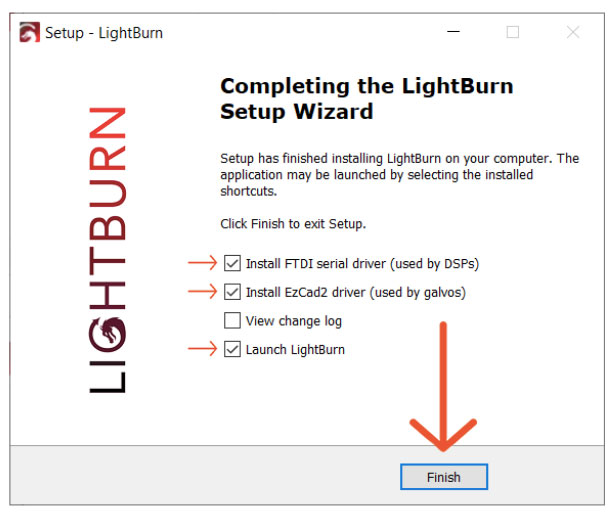 Setup - LightBurn
LIGHTBURN
Completing the LightBurn
Setup Wizard
Setup has finished installing LightBurn on your computer. The
application may be launched by selecting the installed
shortcuts.
Click Finish to exit Setup.
Install FTDI serial driver (used by DSPs)
Install EzCad2 driver (used by galvos)
View change log
Launch LightBurn
Finish